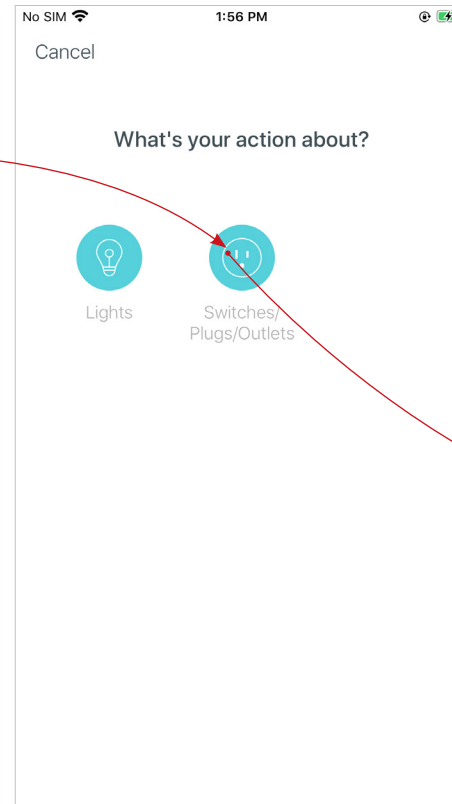 No SIM 1:56 PM
Cancel
What's your action about?
Lights
Switches/
Plugs/Outlets